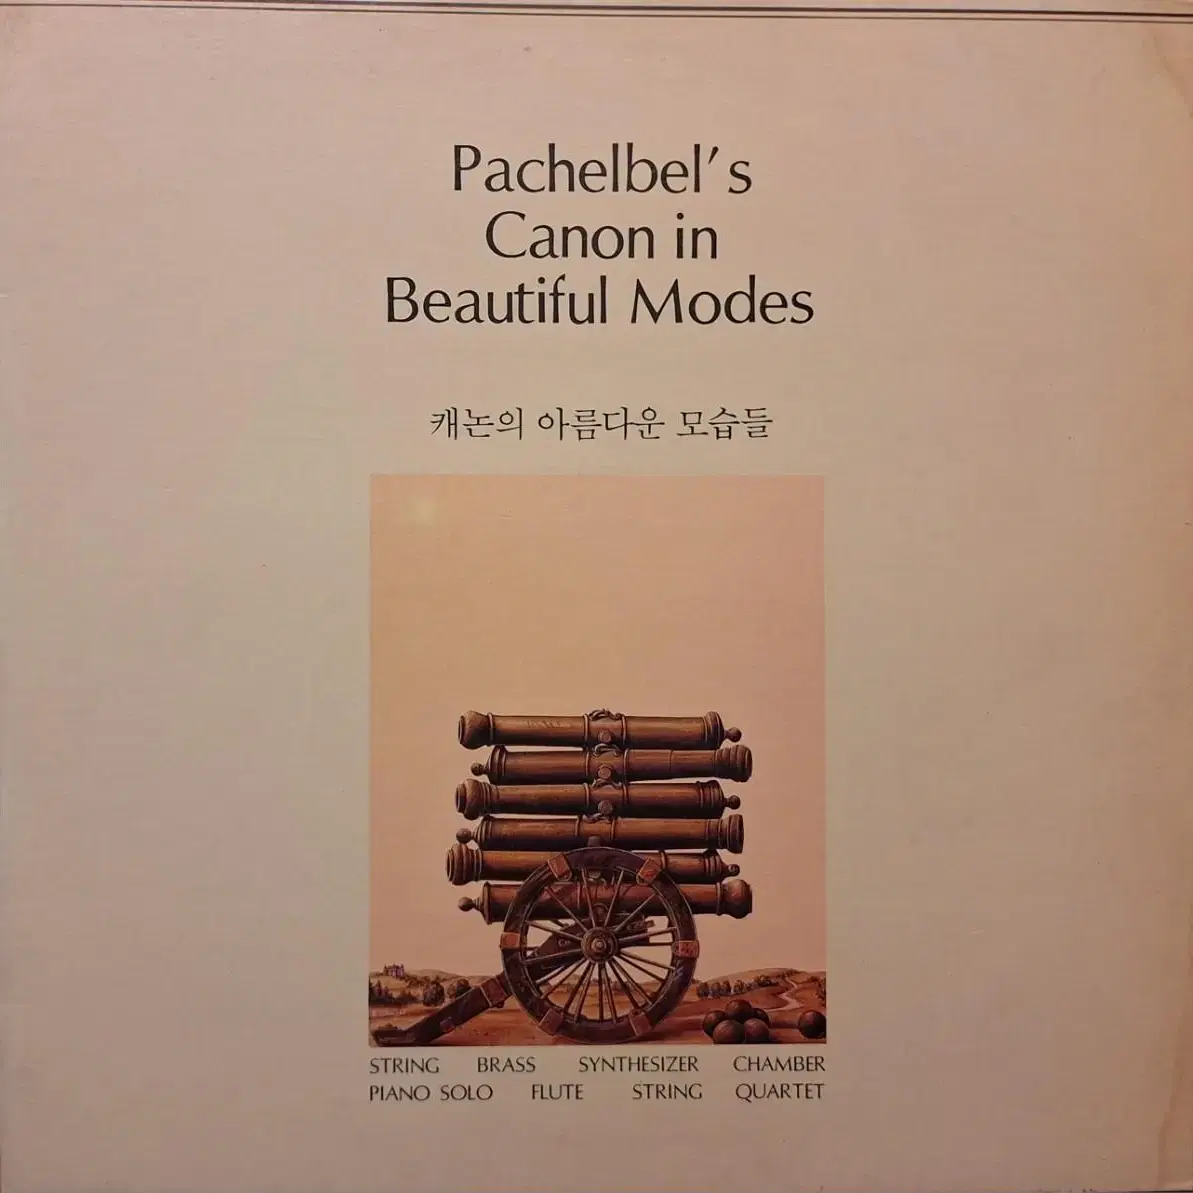 Pachelbel's
Canon in
Beautiful Modes
캐논의 아름다운 모습들
STRING BRASS SYNTHESIZER CHAMBER
PIANO SOLO FLUTE STRING QUARTET